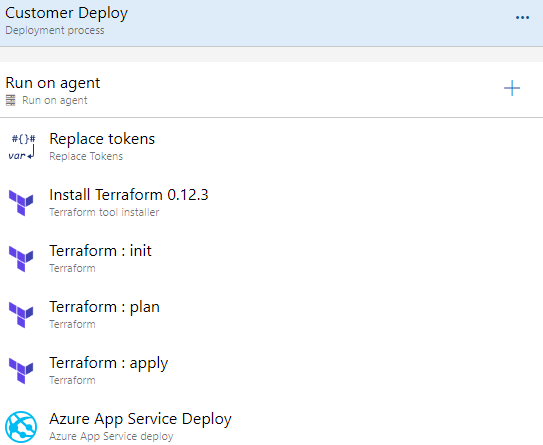 Customer Deploy
Deployment process
...
Run on agent
Run on agent
#{}#
var
Replace tokens
Replace Tokens
Install Terraform 0.12.3
Terraform tool installer
Terraform : init
Terraform
Terraform : plan
Terraform
Terraform : apply
Terraform
Azure App Service Deploy
Azure App Service deploy